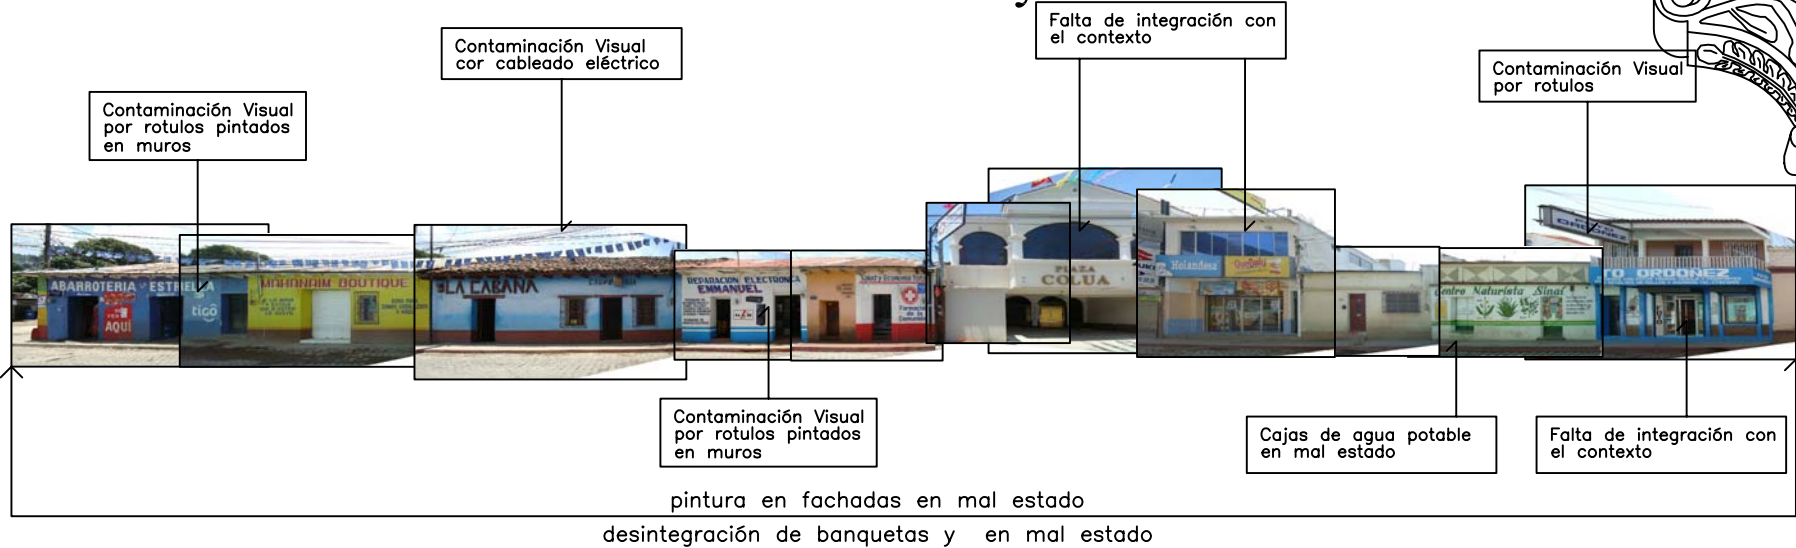 Falta de integración con
el contexto
Contaminación Visual
cor cableado eléctrico
Contaminación Visual
por rotulos
Contaminación Visual
por rotulos pintados
en muros
ABARROTERIA ESTRELLA
AQUÍ
tigo
MAHANAIM BOUTIQUE
LA CABAÑA
REPARACION ELECTRONICA
EMMANUEL
PLAZA
COLUA
Holandesa
Centro Naturista Sinai
TO ORDOÑEZ
Contaminación Visual
por rotulos pintados
en muros
Cajas de agua potable
en mal estado
Falta de integración con
el contexto
pintura en fachadas en mal estado
desintegración de banquetas y en mal estado